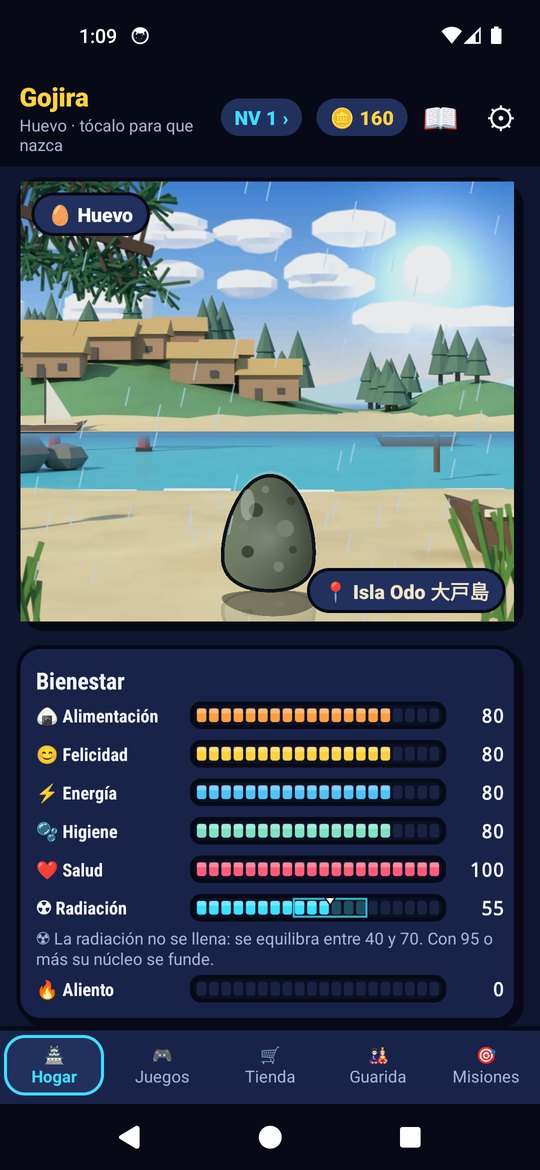 1:09
Gojira
Huevo · tócalo para que
nazca
NV 1 ›
160
Huevo
Isla Odo 大戸島
Bienestar
Alimentación 80
Felicidad 80
Energía 80
Higiene 80
Salud 100
Radiación 55
☢ La radiación no se llena: se equilibra entre 40 y 70. Con 95 o
más su núcleo se funde.
Aliento 0
Hogar
Juegos
Tienda
Guarida
Misiones